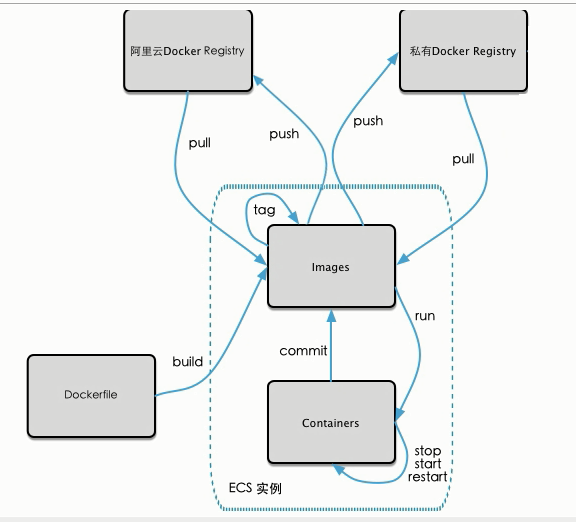 阿里云Docker Registry
私有Docker Registry
pull
push
push
pull
tag
Images
run
build
commit
Dockerfile
Containers
stop
start
restart
ECS 实例